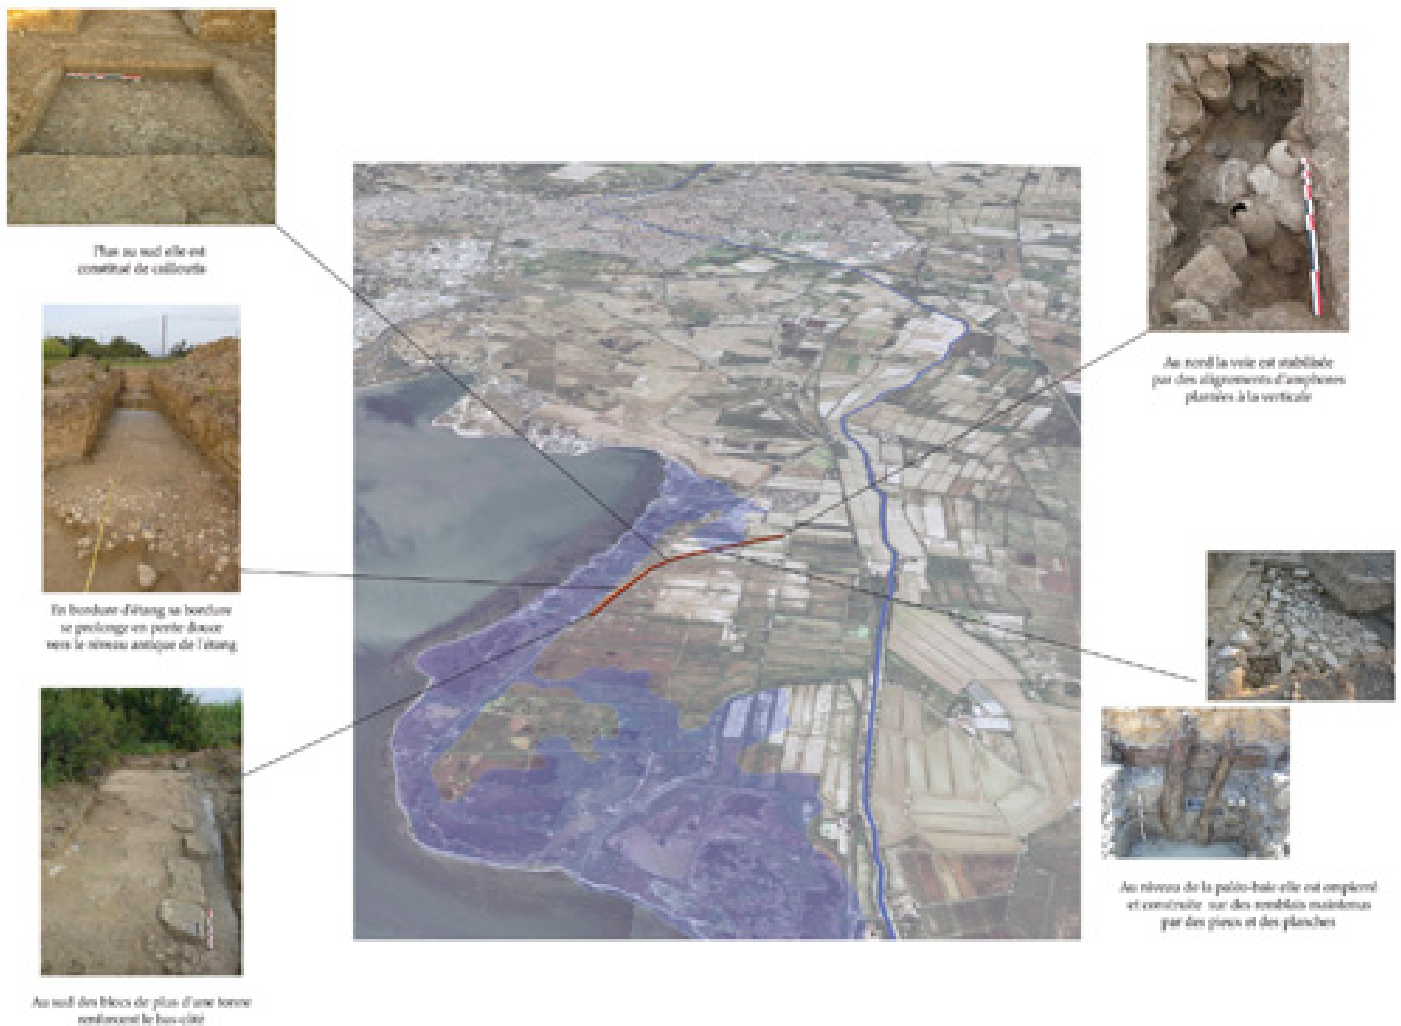 Plus au sud elle est
constitué de cailloutis
En bordure d'étang sa bordure
se prolonge en pente douce
vers le niveau antique de l'étang
Au sud des blocs de plus d'une tonne
renforcent le bas-côté
Au nord la voie est stabilisée
par des alignements d'amphores
plantées à la verticale
Au niveau de la paléo-baie elle est empierré
et construite sur des remblais maintenus
par des pieux et des planches